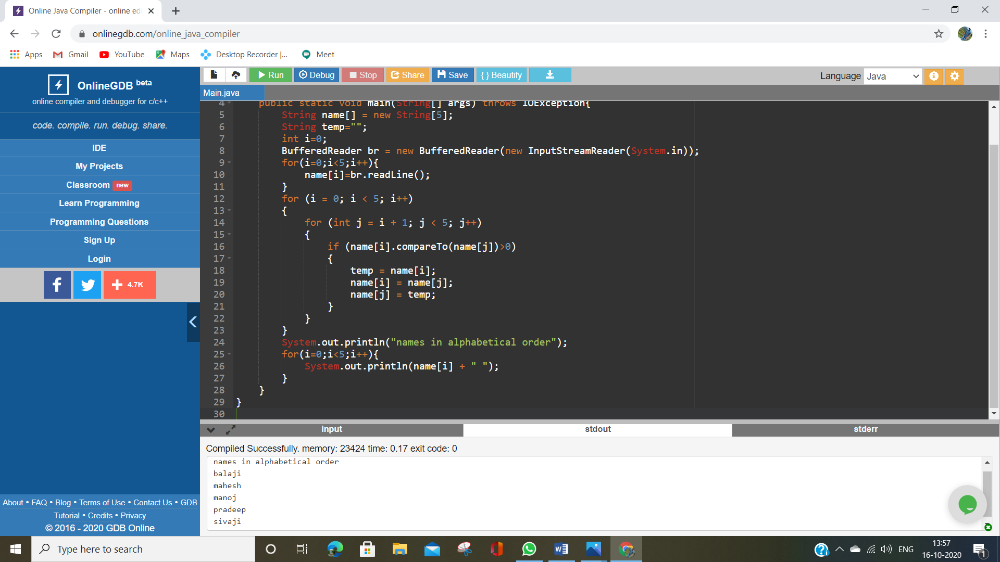 Online Java Compiler - online edi
onlinegdb.com/online_java_compiler
Apps Gmail YouTube Maps Desktop Recorder |... Meet
OnlineGDB beta
online compiler and debugger for c/c++
code. compile. run. debug. share.
IDE
My Projects
Classroom new
Learn Programming
Programming Questions
Sign Up
Login
f + 4.7K
About • FAQ • Blog • Terms of Use • Contact Us • GDB
Tutorial • Credits • Privacy
© 2016 - 2020 GDB Online
Run Debug Stop Share Save { } Beautify Language Java
Main.java
4 public static void main(String[] args) throws IOException{
5 String name[] = new String[5];
6 String temp="";
7 int i=0;
8 BufferedReader br = new BufferedReader(new InputStreamReader(System.in));
9 for(i=0;i<5;i++){
10 name[i]=br.readLine();
11 }
12 for (i = 0; i < 5; i++)
13 {
14 for (int j = i + 1; j < 5; j++)
15 {
16 if (name[i].compareTo(name[j])>0)
17 {
18 temp = name[i];
19 name[i] = name[j];
20 name[j] = temp;
21 }
22 }
23 }
24 System.out.println("names in alphabetical order");
25 for(i=0;i<5;i++){
26 System.out.println(name[i] + " ");
27 }
28 }
29 }
30
input stdout stderr
Compiled Successfully. memory: 23424 time: 0.17 exit code: 0
names in alphabetical order
balaji
mahesh
manoj
pradeep
sivaji
Type here to search
ENG
13:57
16-10-2020
1